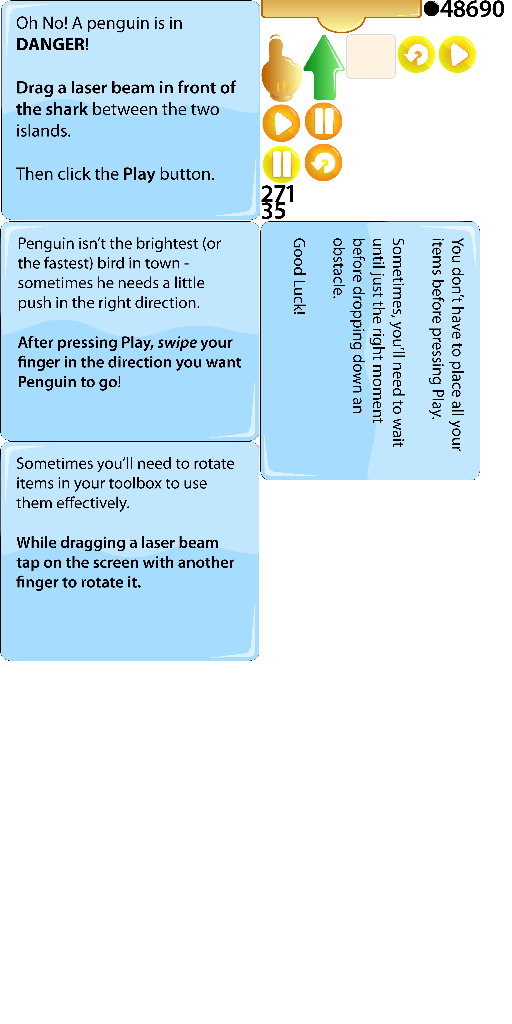 Oh No! A penguin is in
DANGER!
Drag a laser beam in front of
the shark between the two
islands.
Then click the Play button.
48690
271
35
Penguin isn't the brightest (or
the fastest) bird in town -
sometimes he needs a little
push in the right direction.
After pressing Play, swipe your
finger in the direction you want
Penguin to go!
You don't have to place all your
items before pressing Play.
Sometimes, you'll need to wait
until just the right moment
before dropping down an
obstacle.
Good Luck!
Sometimes you'll need to rotate
items in your toolbox to use
them effectively.
While dragging a laser beam
tap on the screen with another
finger to rotate it.